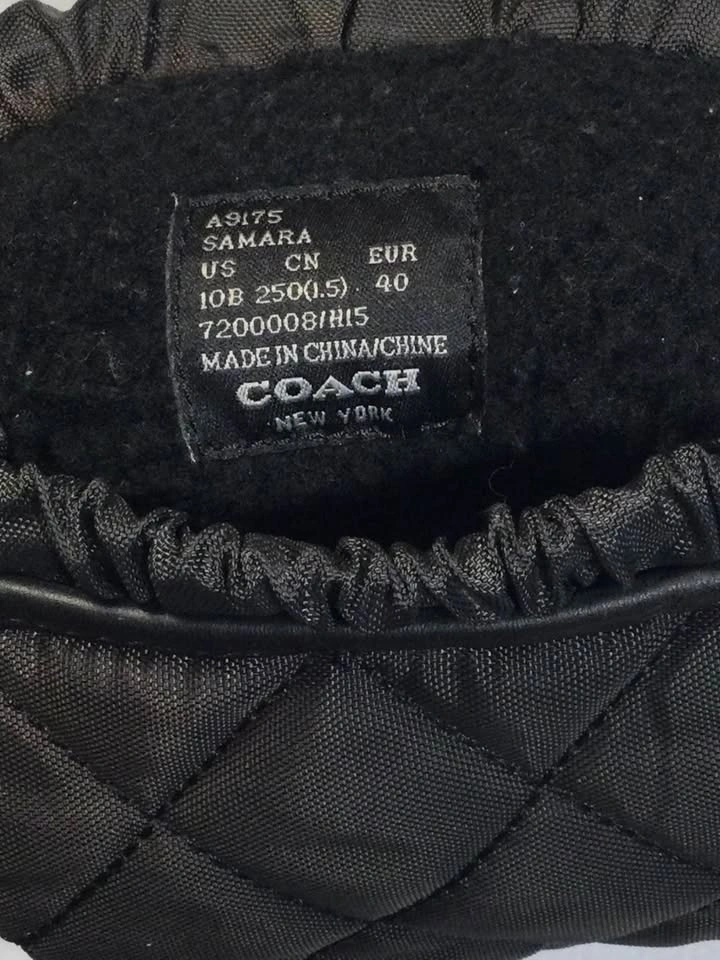 A9175
SAMARA
US CN EUR
10B 250(1.5) 40
7200008/H15
MADE IN CHINA/CHINE
COACH
NEW YORK